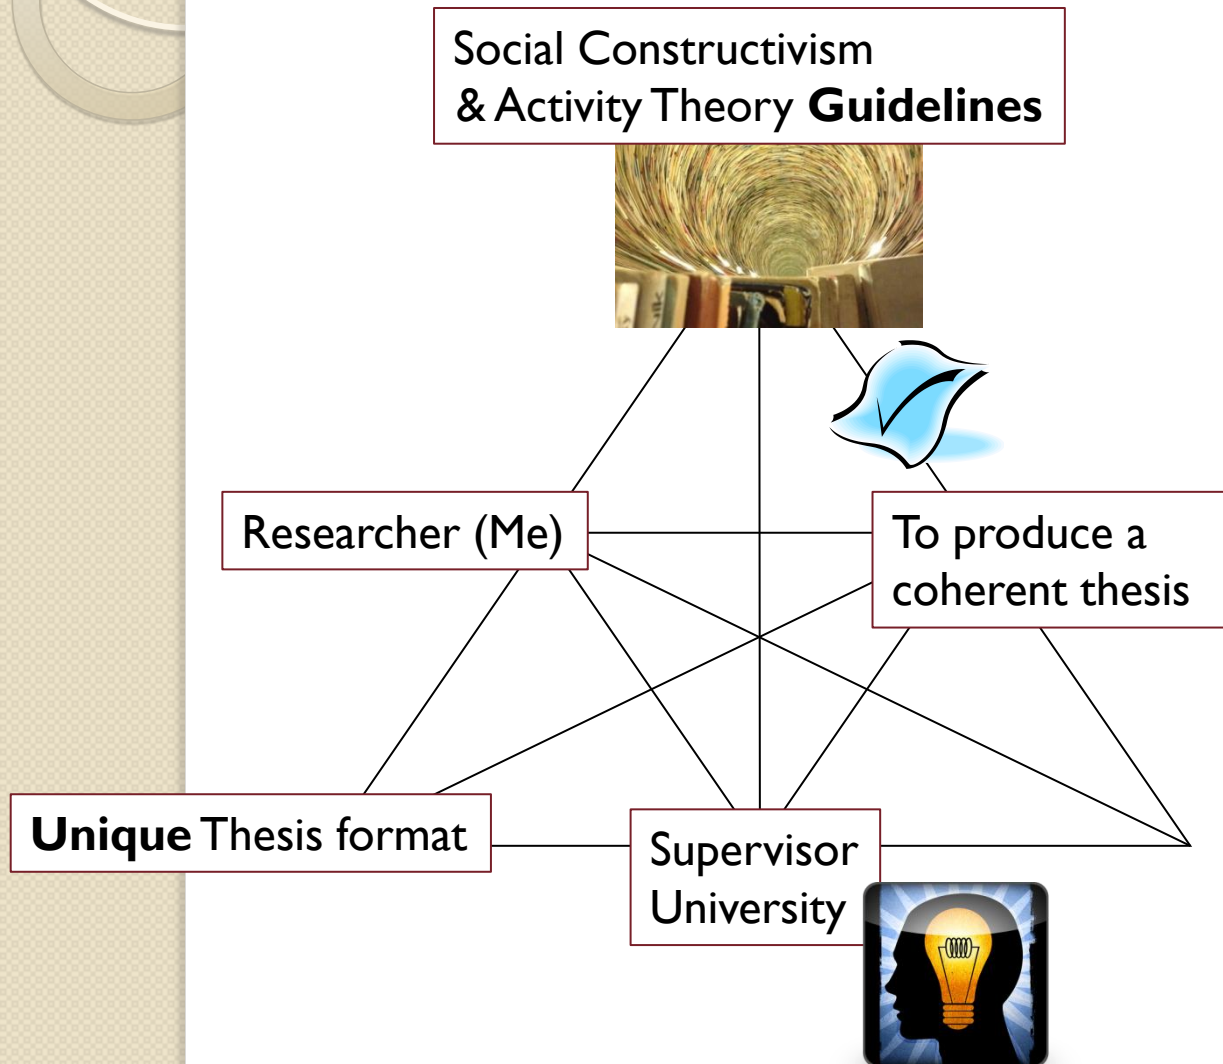 Social Constructivism
& Activity Theory Guidelines
Researcher (Me)
To produce a
coherent thesis
Unique Thesis format
Supervisor
University